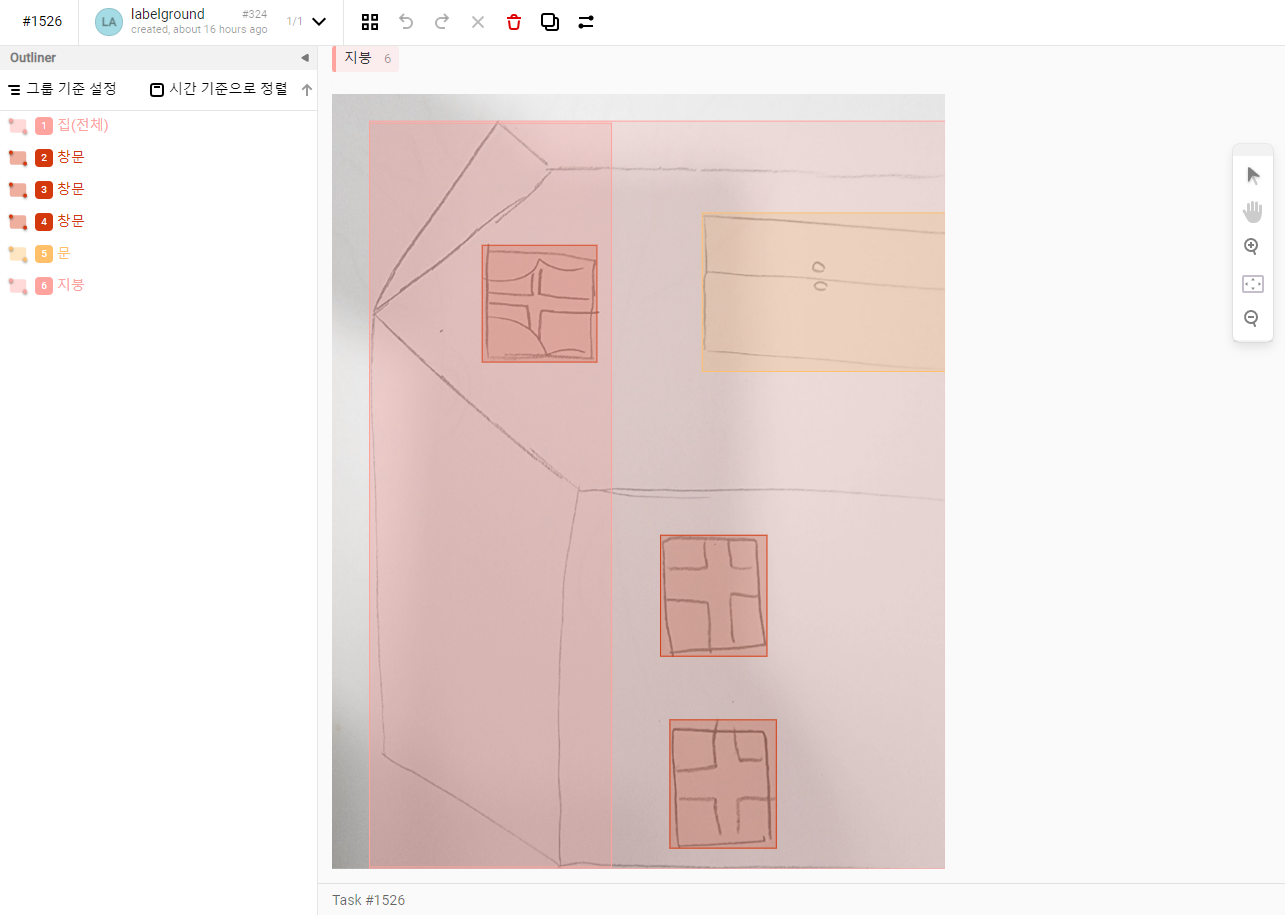 #1526
LA
labelground
#324
created, about 16 hours ago
1/1
Outliner
그룹 기준 설정
시간 기준으로 정렬
1 집(전체)
2 창문
3 창문
4 창문
5 문
6 지붕
지붕 6
Task #1526